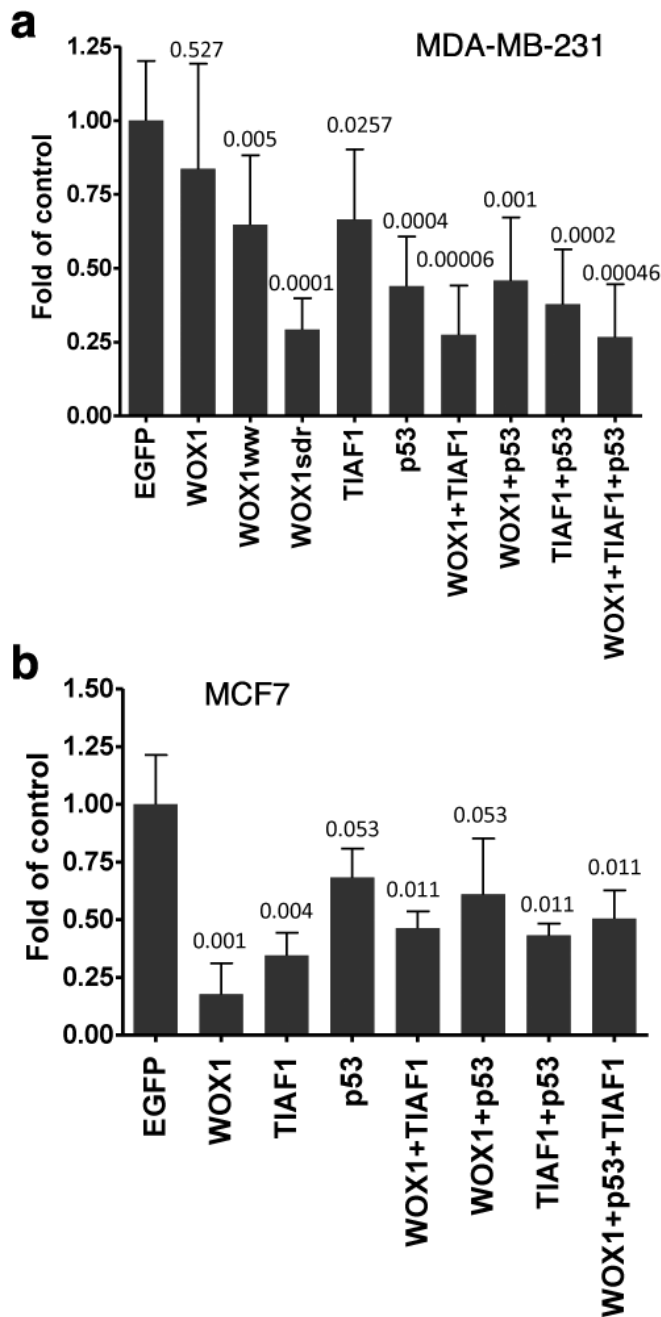 a
MDA-MB-231
Fold of control
1.25
1.00
0.75
0.50
0.25
0.00
0.527
0.005
0.0001
0.0257
0.0004
0.00006
0.001
0.0002
0.00046
EGFP
WOX1
WOX1ww
WOX1sdr
TIAF1
p53
WOX1+TIAF1
WOX1+p53
TIAF1+p53
WOX1+TIAF1+p53
b
MCF7
Fold of control
1.50
1.25
1.00
0.75
0.50
0.25
0.00
0.001
0.004
0.053
0.011
0.053
0.011
0.011
EGFP
WOX1
TIAF1
p53
WOX1+TIAF1
WOX1+p53
TIAF1+p53
WOX1+p53+TIAF1